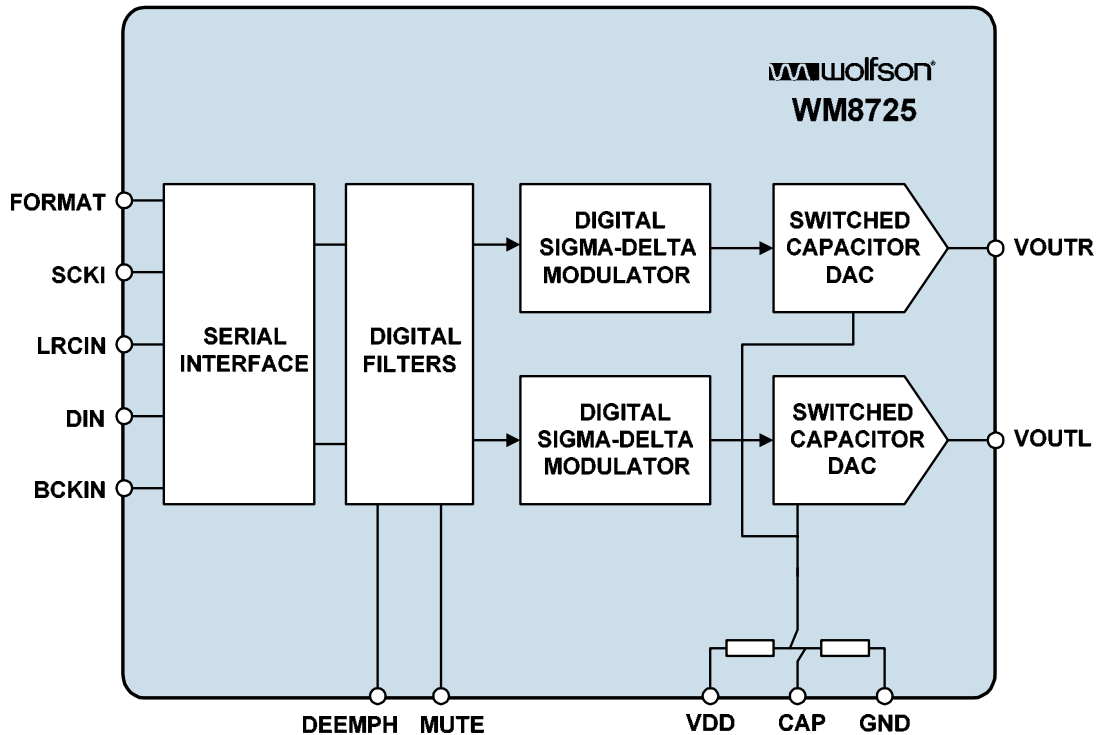 wolfson®
WM8725
FORMAT
SCKI
LRCIN
DIN
BCKIN
SERIAL
INTERFACE
DIGITAL
FILTERS
DIGITAL
SIGMA-DELTA
MODULATOR
SWITCHED
CAPACITOR
DAC
VOUTR
DIGITAL
SIGMA-DELTA
MODULATOR
SWITCHED
CAPACITOR
DAC
VOUTL
DEEMPH
MUTE
VDD
CAP
GND